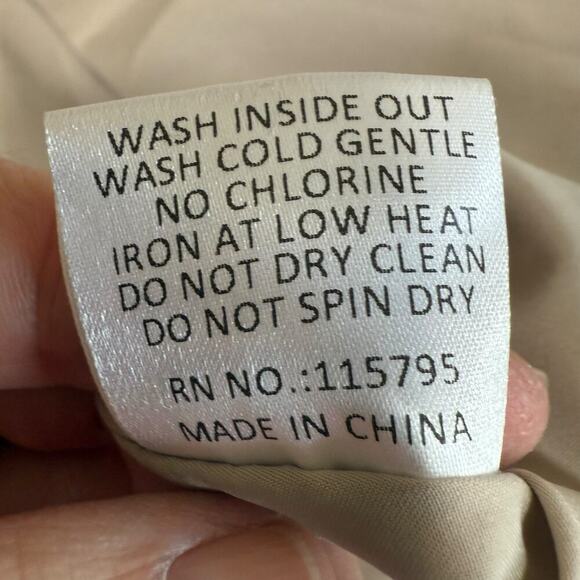 WASH INSIDE OUT
WASH COLD GENTLE
NO CHLORINE
IRON AT LOW HEAT
DO NOT DRY CLEAN
DO NOT SPIN DRY
RN NO.:115795
MADE IN CHINA